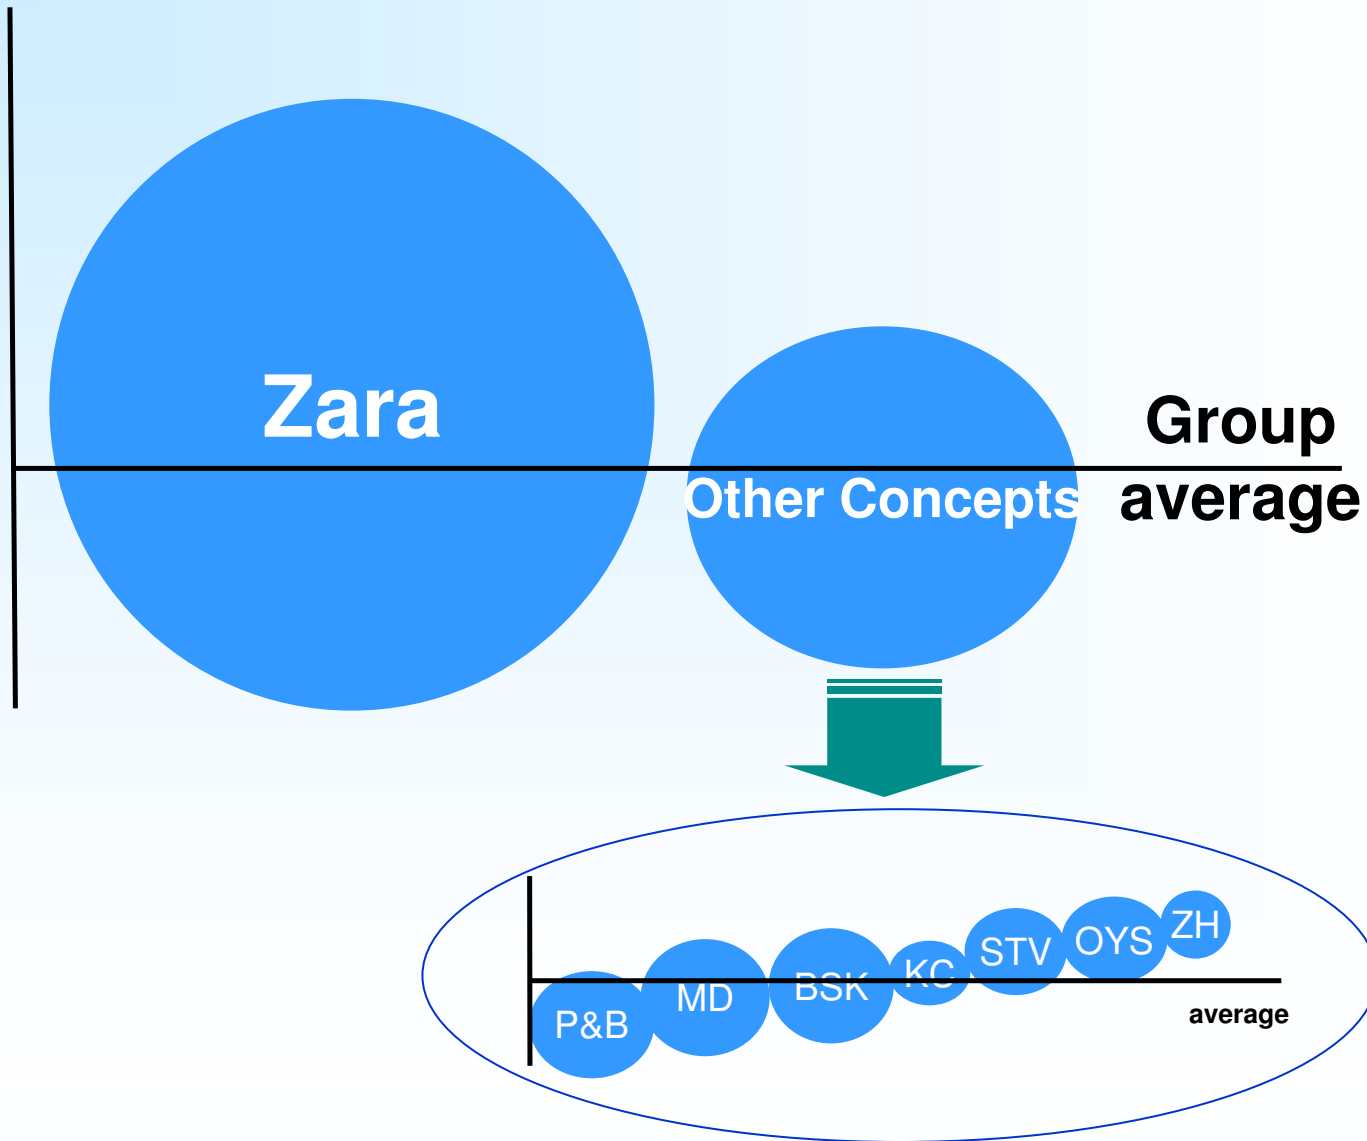 Zara
Group
average
Other Concepts
P&B
MD
BSK
KC
STV
OYS
ZH
average